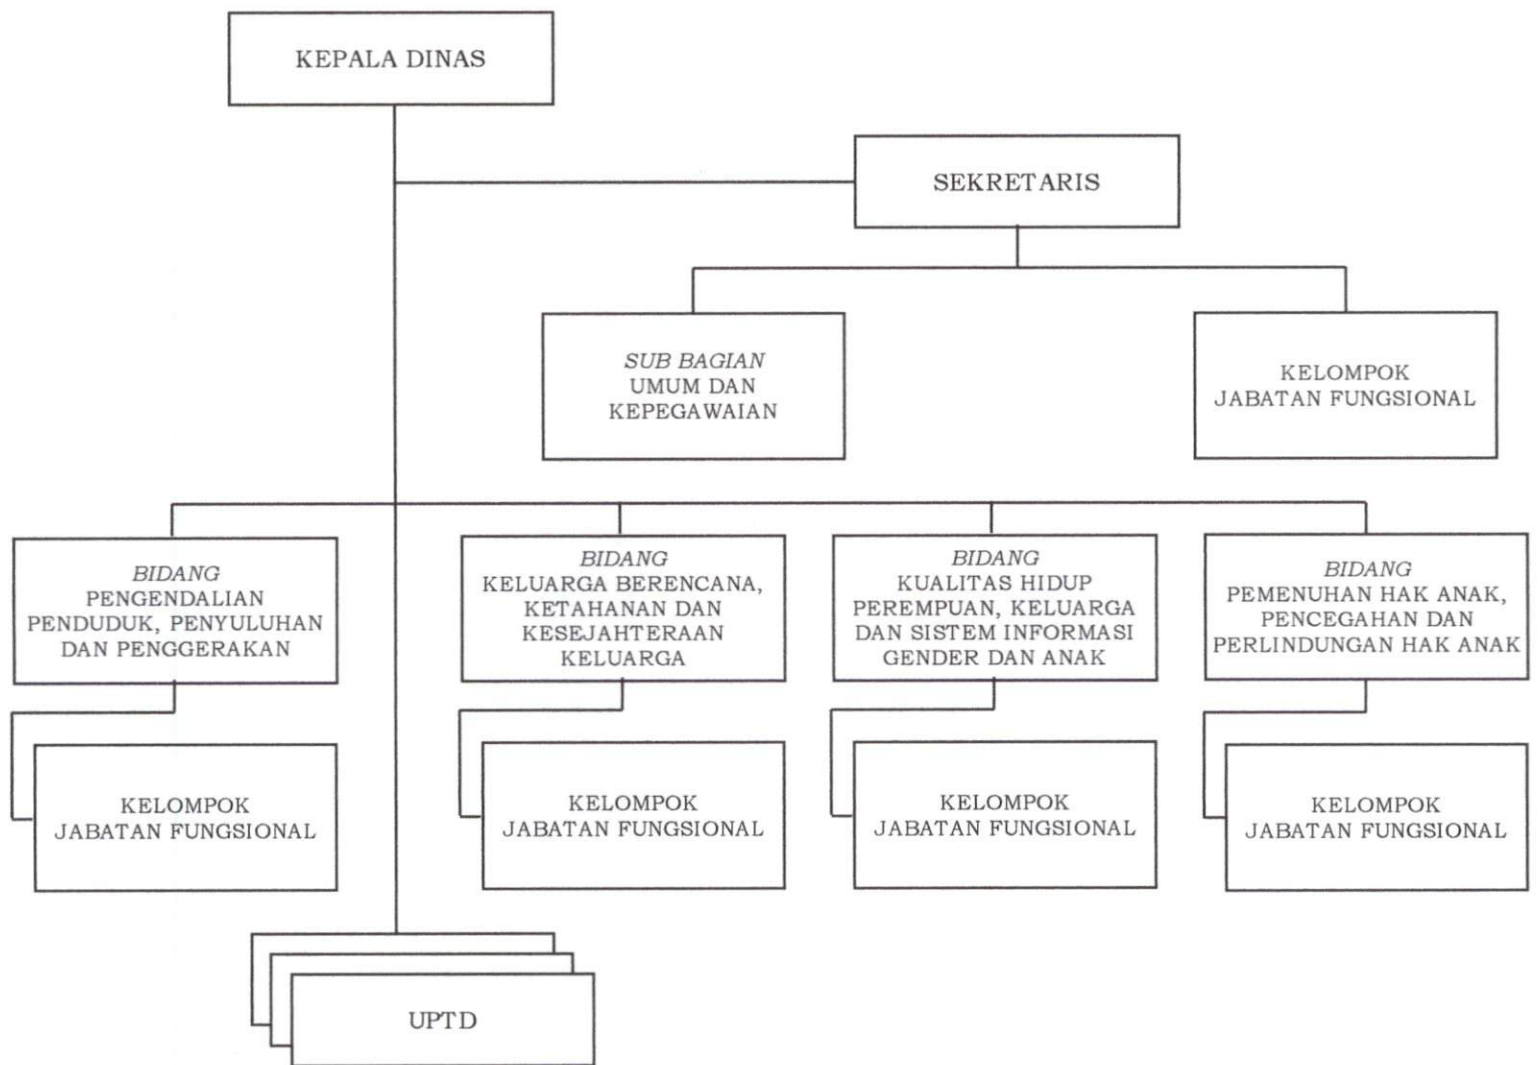 KEPALA DINAS
SEKRETARIS
SUB BAGIAN
UMUM DAN
KEPEGAWAIAN
KELOMPOK
JABATAN FUNGSIONAL
BIDANG
PENGENDALIAN
PENDUDUK, PENYULUHAN
DAN PENGGERAKAN
BIDANG
KELUARGA BERENCANA,
KETAHANAN DAN
KESEJAHTERAAN
KELUARGA
BIDANG
KUALITAS HIDUP
PEREMPUAN, KELUARGA
DAN SISTEM INFORMASI
GENDER DAN ANAK
BIDANG
PEMENUHAN HAK ANAK,
PENCEGAHAN DAN
PERLINDUNGAN HAK ANAK
KELOMPOK
JABATAN FUNGSIONAL
KELOMPOK
JABATAN FUNGSIONAL
KELOMPOK
JABATAN FUNGSIONAL
KELOMPOK
JABATAN FUNGSIONAL
UPTD